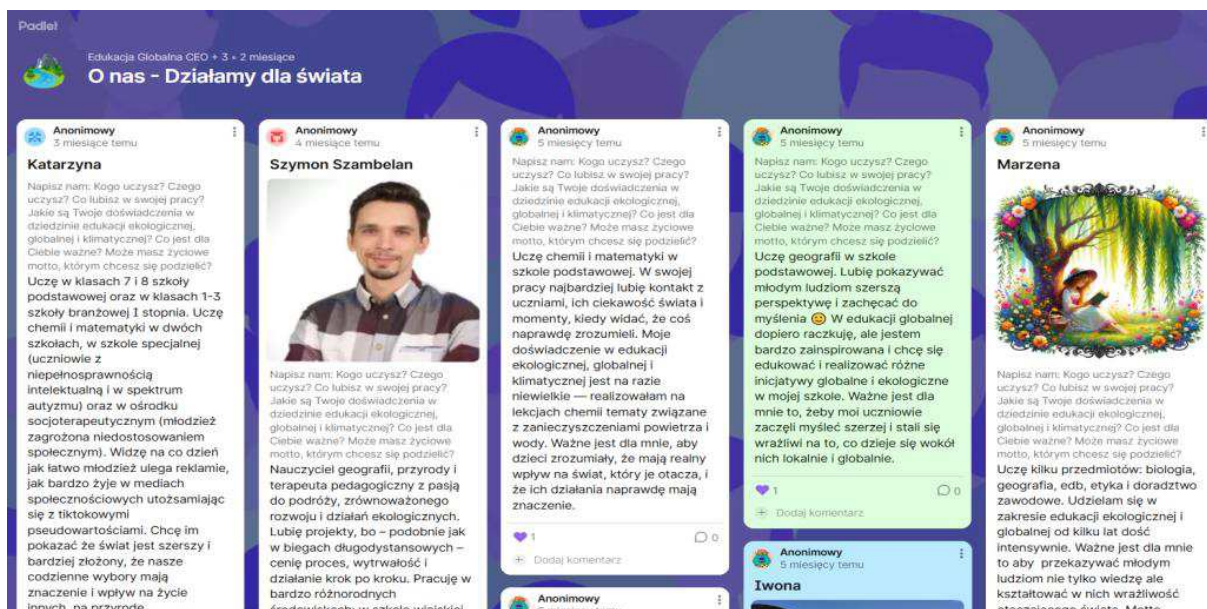 Padlet
Edukacja Globalna CEO + 3 • 2 miesiące
O nas - Działamy dla świata
Anonimowy
3 miesiące temu
Katarzyna
Napisz nam: Kogo uczysz? Czego
uczysz? Co lubisz w swojej pracy?
Jakie są Twoje doświadczenia w
dziedzinie edukacji ekologicznej,
globalnej i klimatycznej? Co jest dla
Ciebie ważne? Może masz życiowe
motto, którym chcesz się podzielić?
Uczę w klasach 7 i 8 szkoły
podstawowej oraz w klasach 1-3
szkoły branżowej I stopnia. Uczę
chemii i matematyki w dwóch
szkołach, w szkole specjalnej
(uczniowie z
niepełnosprawnością
intelektualną i w spektrum
autyzmu) oraz w ośrodku
socjoterapeutycznym (młodzież
zagrożona niedostosowaniem
społecznym). Widzę na co dzień
jak łatwo młodzież ulega reklamie,
jak bardzo żyje w mediach
społecznościowych utożsamiając
się z tiktokowymi
pseudowartościami. Chcę im
pokazać że świat jest szerszy i
bardziej złożony, że nasze
codzienne wybory mają
znaczenie i wpływ na życie
innych, na przyrodę
Anonimowy
4 miesiące temu
Szymon Szambelan
Napisz nam: Kogo uczysz? Czego
uczysz? Co lubisz w swojej pracy?
Jakie są Twoje doświadczenia w
dziedzinie edukacji ekologicznej,
globalnej i klimatycznej? Co jest dla
Ciebie ważne? Może masz życiowe
motto, którym chcesz się podzielić?
Nauczyciel geografii, przyrody i
terapeuta pedagogiczny z pasją
do podróży, zrównoważonego
rozwoju i działań ekologicznych.
Lubię projekty, bo – podobnie jak
w biegach długodystansowych –
cenię proces, wytrwałość i
działanie krok po kroku. Pracuję w
bardzo różnorodnych
środowiskach: w szkole wiejskiej
Anonimowy
5 miesięcy temu
Napisz nam: Kogo uczysz? Czego
uczysz? Co lubisz w swojej pracy?
Jakie są Twoje doświadczenia w
dziedzinie edukacji ekologicznej,
globalnej i klimatycznej? Co jest dla
Ciebie ważne? Może masz życiowe
motto, którym chcesz się podzielić?
Uczę chemii i matematyki w
szkole podstawowej. W swojej
pracy najbardziej lubię kontakt z
uczniami, ich ciekawość świata i
momenty, kiedy widać, że coś
naprawdę zrozumieli. Moje
doświadczenie w edukacji
ekologicznej, globalnej i
klimatycznej jest na razie
niewielkie — realizowałam na
lekcjach chemii tematy związane
z zanieczyszczeniami powietrza i
wody. Ważne jest dla mnie, aby
dzieci zrozumiały, że mają realny
wpływ na świat, który je otacza, i
że ich działania naprawdę mają
znaczenie.
1
0
Dodaj komentarz
Anonimowy
Anonimowy
5 miesięcy temu
Napisz nam: Kogo uczysz? Czego
uczysz? Co lubisz w swojej pracy?
Jakie są Twoje doświadczenia w
dziedzinie edukacji ekologicznej,
globalnej i klimatycznej? Co jest dla
Ciebie ważne? Może masz życiowe
motto, którym chcesz się podzielić?
Uczę geografii w szkole
podstawowej. Lubię pokazywać
młodym ludziom szerszą
perspektywę i zachęcać do
myślenia 🙂 W edukacji globalnej
dopiero raczkuję, ale jestem
bardzo zainspirowana i chcę się
edukować i realizować różne
inicjatywy globalne i ekologiczne
w mojej szkole. Ważne jest dla
mnie to, żeby moi uczniowie
zaczęli myśleć szerzej i stali się
wrażliwi na to, co dzieje się wokół
nich lokalnie i globalnie.
1
0
Dodaj komentarz
Anonimowy
5 miesięcy temu
Iwona
Anonimowy
5 miesięcy temu
Marzena
Napisz nam: Kogo uczysz? Czego
uczysz? Co lubisz w swojej pracy?
Jakie są Twoje doświadczenia w
dziedzinie edukacji ekologicznej,
globalnej i klimatycznej? Co jest dla
Ciebie ważne? Może masz życiowe
motto, którym chcesz się podzielić?
Uczę kilku przedmiotów: biologia,
geografia, edb, etyka i doradztwo
zawodowe. Udzielam się w
zakresie edukacji ekologicznej i
globalnej od kilku lat dość
intensywnie. Ważne jest dla mnie
to aby przekazywać młodym
ludziom nie tylko wiedzę ale
kształtować w nich wrażliwość
otaczającego świata. Motto